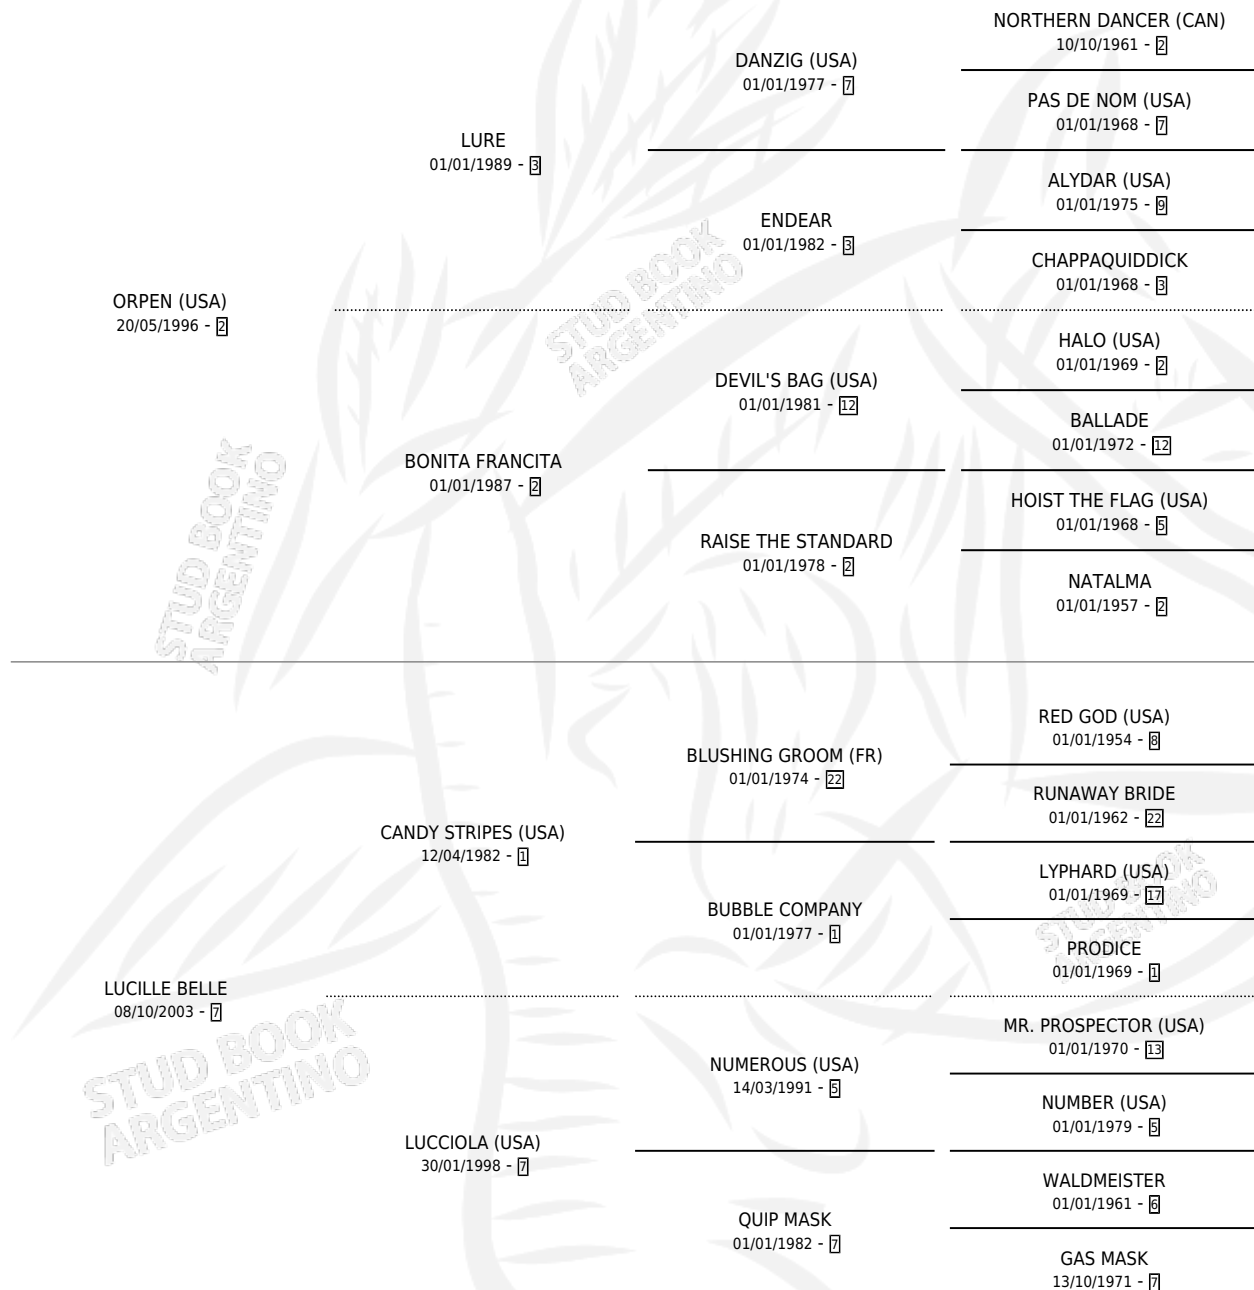 NORTHERN DANCER (CAN)
10/10/1961 - 2
DANZIG (USA)
01/01/1977 - 7
PAS DE NOM (USA)
01/01/1968 - 7
LURE
01/01/1989 - 3
ALYDAR (USA)
01/01/1975 - 9
ENDEAR
01/01/1982 - 3
CHAPPAQUIDDICK
01/01/1968 - 3
ORPEN (USA)
20/05/1996 - 2
STUD BOOK
ARGENTINO
HALO (USA)
01/01/1969 - 2
DEVIL'S BAG (USA)
01/01/1981 - 12
BALLADE
01/01/1972 - 12
BONITA FRANCITA
01/01/1987 - 2
HOIST THE FLAG (USA)
01/01/1968 - 5
RAISE THE STANDARD
01/01/1978 - 2
NATALMA
01/01/1957 - 2
STUD BOOK
ARGENTINO
RED GOD (USA)
01/01/1954 - 8
BLUSHING GROOM (FR)
01/01/1974 - 22
RUNAWAY BRIDE
01/01/1962 - 22
CANDY STRIPES (USA)
12/04/1982 - 1
LYPHARD (USA)
01/01/1969 - 17
BUBBLE COMPANY
01/01/1977 - 1
STUD BOOK
ARGENTINO
PRODICE
01/01/1969 - 1
LUCILLE BELLE
08/10/2003 - 7
STUD BOOK
ARGENTINO
MR. PROSPECTOR (USA)
01/01/1970 - 13
NUMEROUS (USA)
14/03/1991 - 5
NUMBER (USA)
01/01/1979 - 5
LUCCIOLA (USA)
30/01/1998 - 7
WALDMEISTER
01/01/1961 - 6
QUIP MASK
01/01/1982 - 7
GAS MASK
13/10/1971 - 7